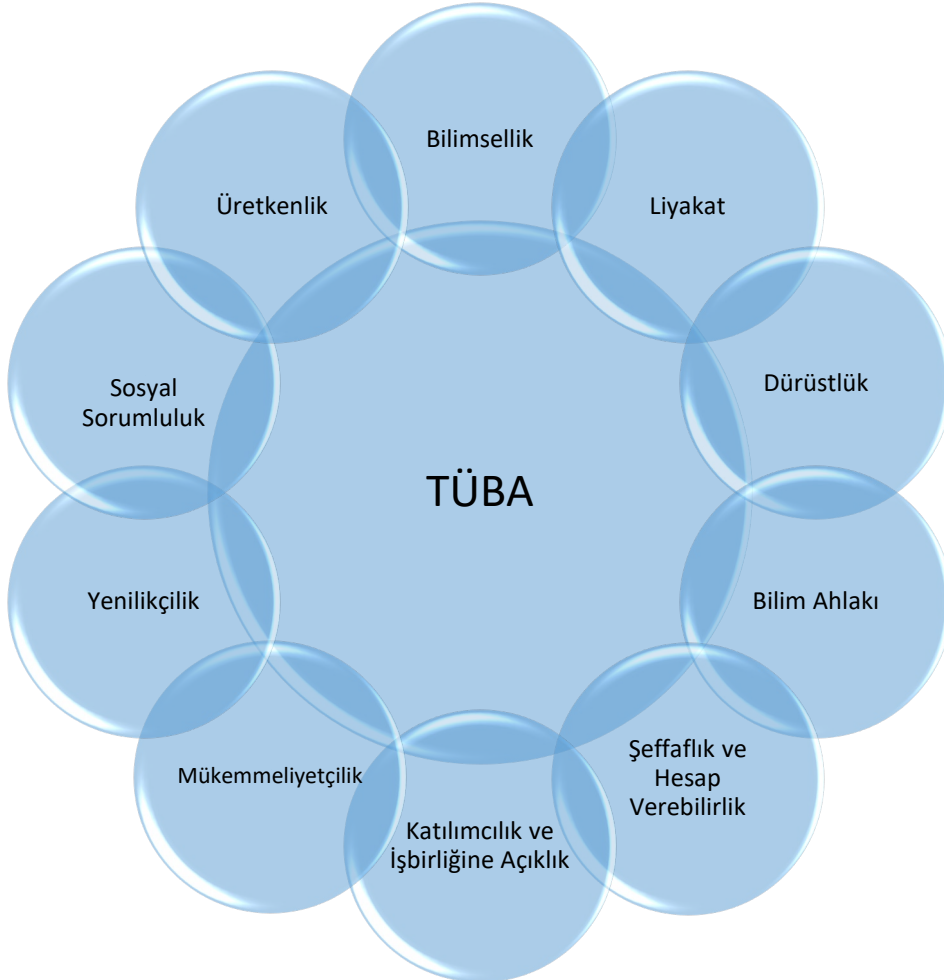 Bilimsellik
Liyakat
Dürüstlük
Bilim Ahlakı
Şeffaflık ve
Hesap
Verebilirlik
Katılımcılık ve
İşbirliğine Açıklık
Mükemmeliyetçilik
Yenilikçilik
Sosyal
Sorumluluk
Üretkenlik
TÜBA